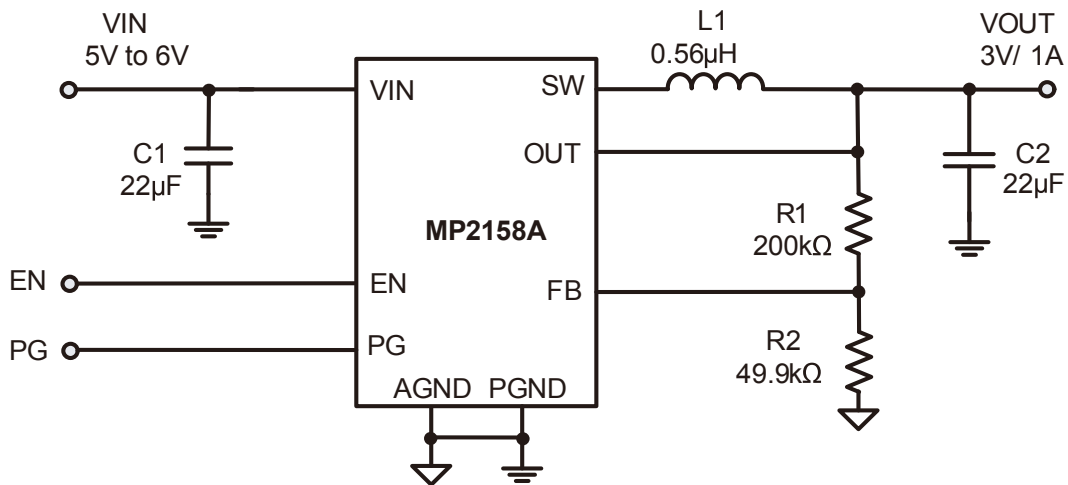 VIN
5V to 6V
L1
0.56µH
VOUT
3V/ 1A
VIN
SW
C1
22µF
OUT
C2
22µF
R1
200kΩ
MP2158A
EN
EN
FB
PG
PG
R2
49.9kΩ
AGND PGND